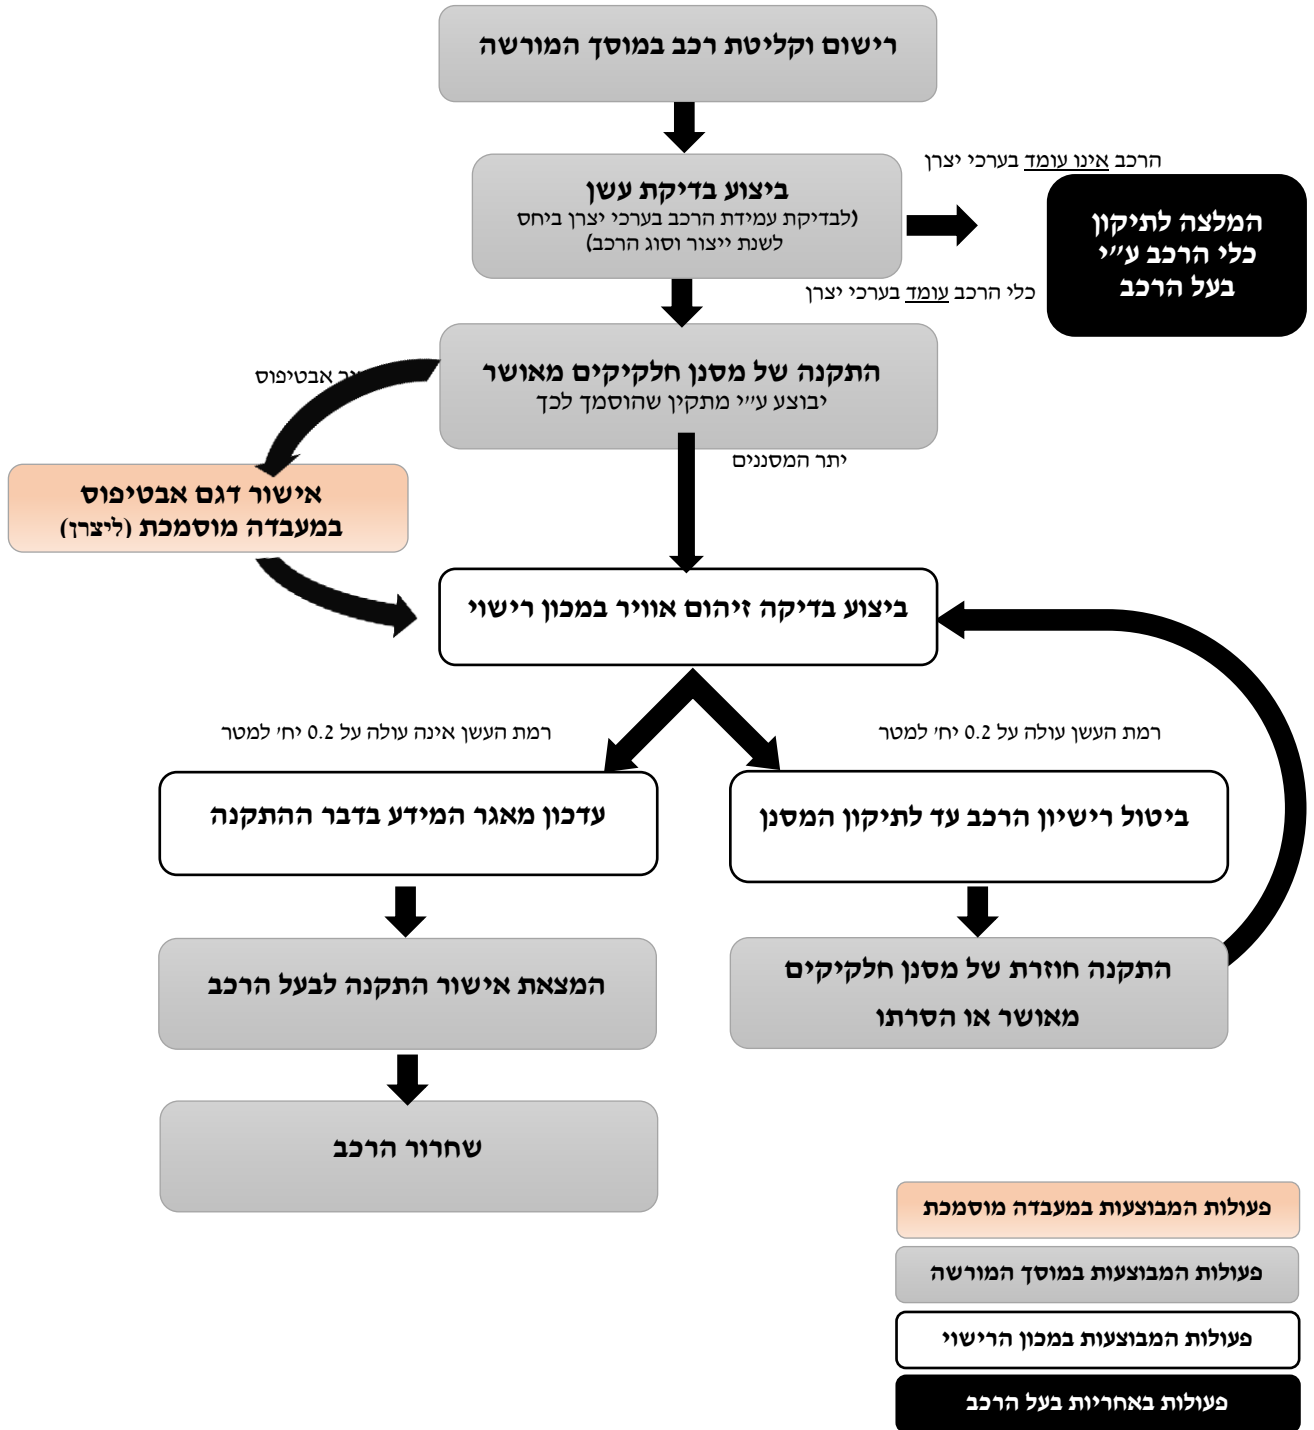 רישום וקליטת רכב במוסך המורשה
הרכב אינו עומד בערכי יצרן
ביצוע בדיקת עשן
(לבדיקת עמידת הרכב בערכי יצרן ביחס
לשנת ייצור וסוג הרכב)
המלצה לתיקון
כלי הרכב ע״י
בעל הרכב
כלי הרכב עומד בערכי יצרן
התקנה של מסנן חלקיקים מאושר
יבוצע ע״י מתקין שהוסמך לכך
אבטיפוס
יתר המסננים
אישור דגם אבטיפוס
במעבדה מוסמכת (ליצרן)
ביצוע בדיקה זיהום אוויר במכון רישוי
רמת העשן עולה על 0.2 יח׳ למטר
רמת העשן אינה עולה על 0.2 יח׳ למטר
ביטול רישיון הרכב עד לתיקון המסנן
עדכון מאגר המידע בדבר ההתקנה
התקנה חוזרת של מסנן חלקיקים
מאושר או הסרתו
המצאת אישור התקנה לבעל הרכב
שחרור הרכב
פעולות המבוצעות במעבדה מוסמכת
פעולות המבוצעות במוסך המורשה
פעולות המבוצעות במכון הרישוי
פעולות באחריות בעל הרכב